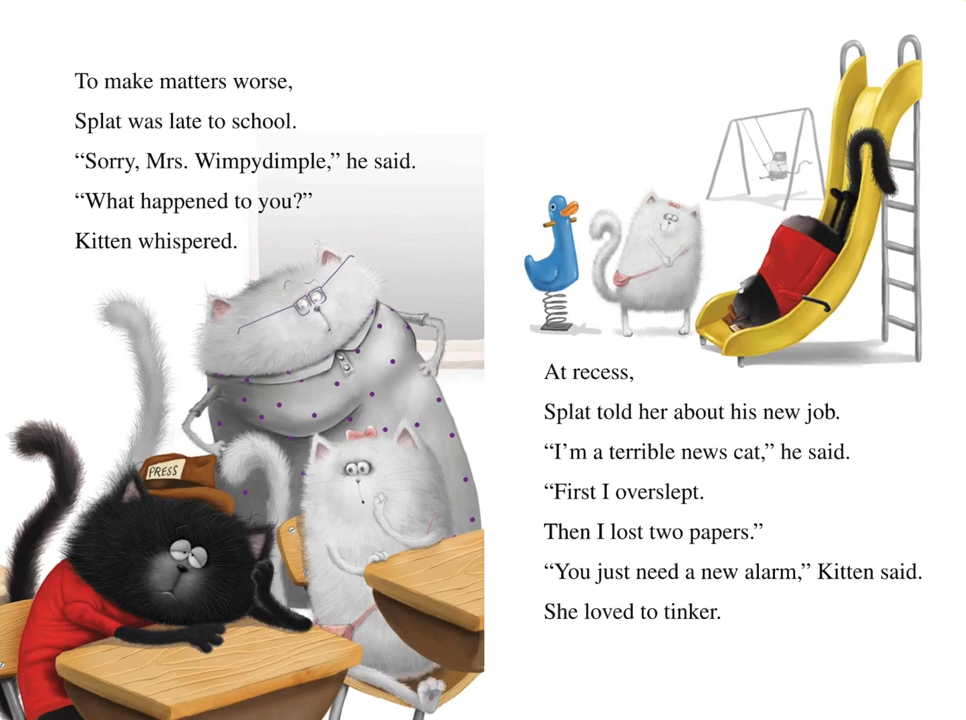 To make matters worse,
Splat was late to school.
“Sorry, Mrs. Wimpydimple,” he said.
“What happened to you?”
Kitten whispered.
PRESS
At recess,
Splat told her about his new job.
“I’m a terrible news cat,” he said.
“First I overslept.
Then I lost two papers.”
“You just need a new alarm,” Kitten said.
She loved to tinker.